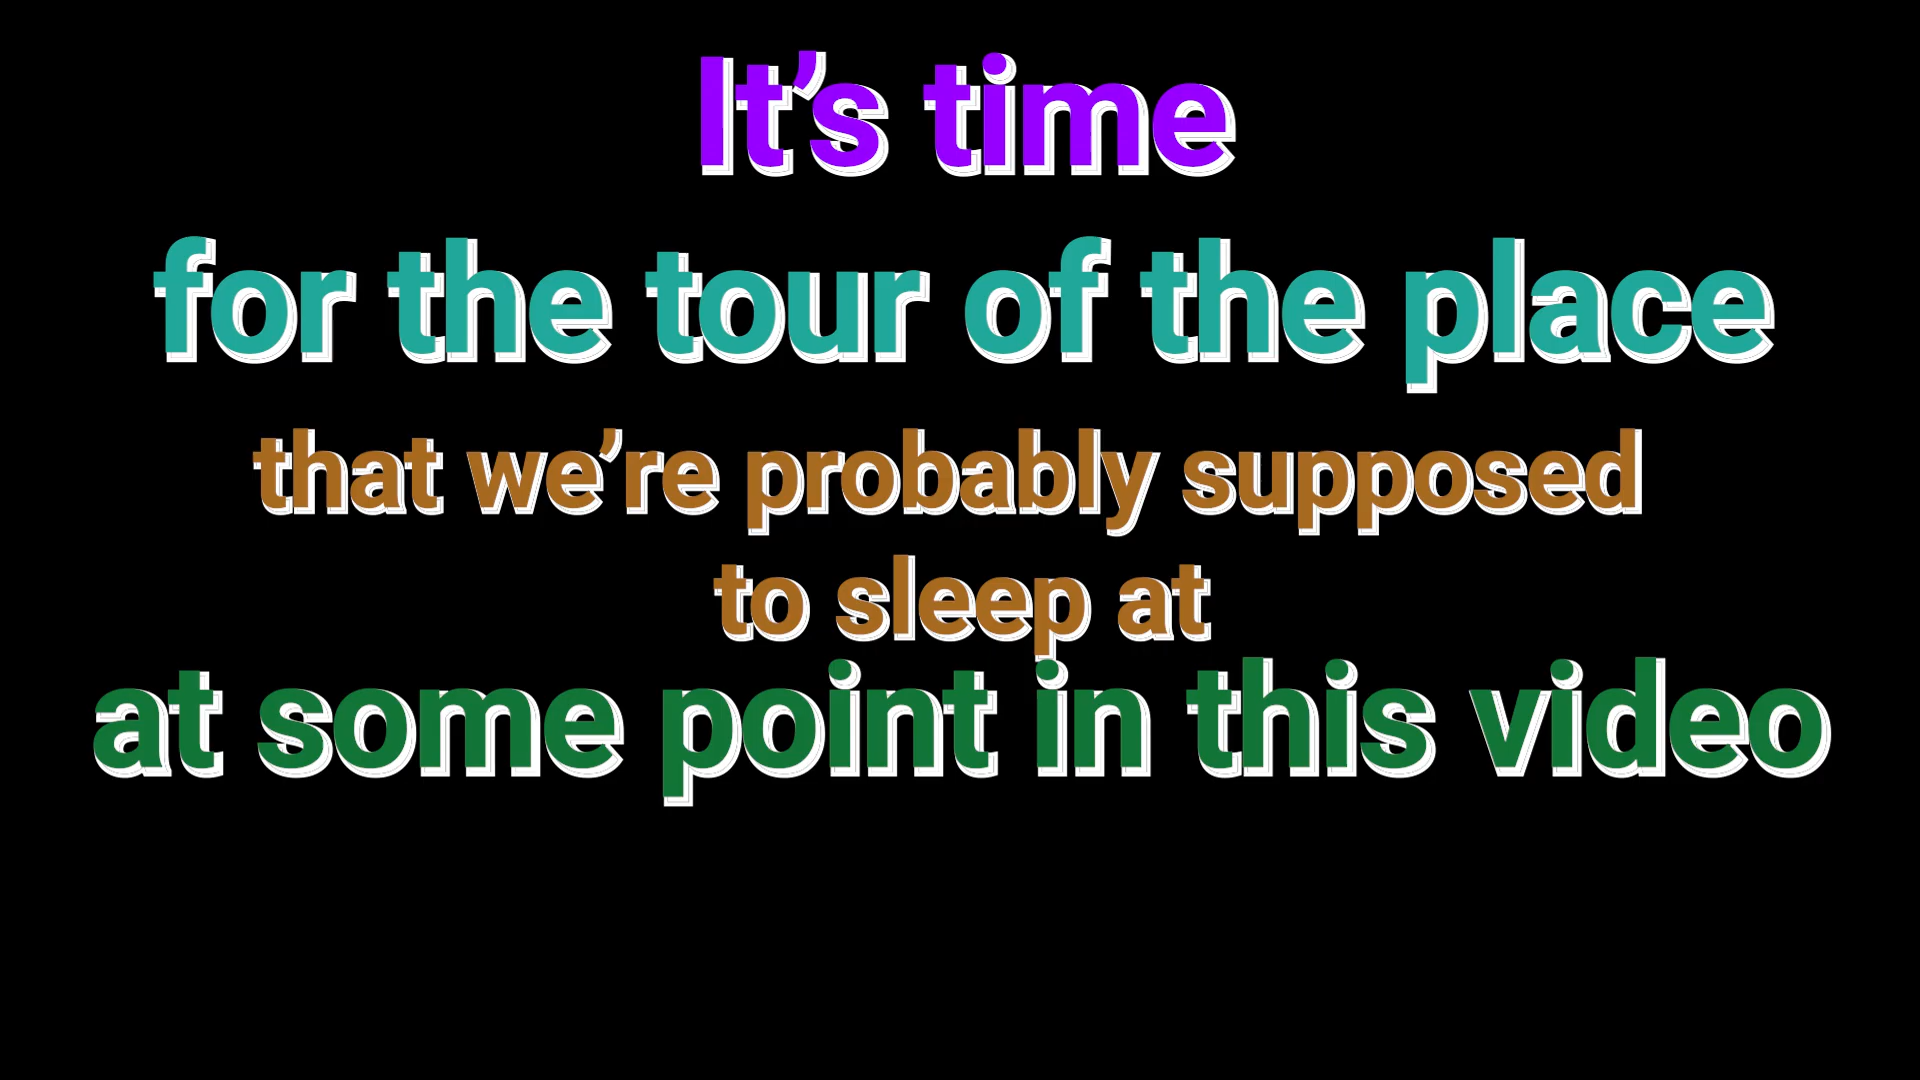 It’s time
for the tour of the place
that we’re probably supposed
to sleep at
at some point in this video